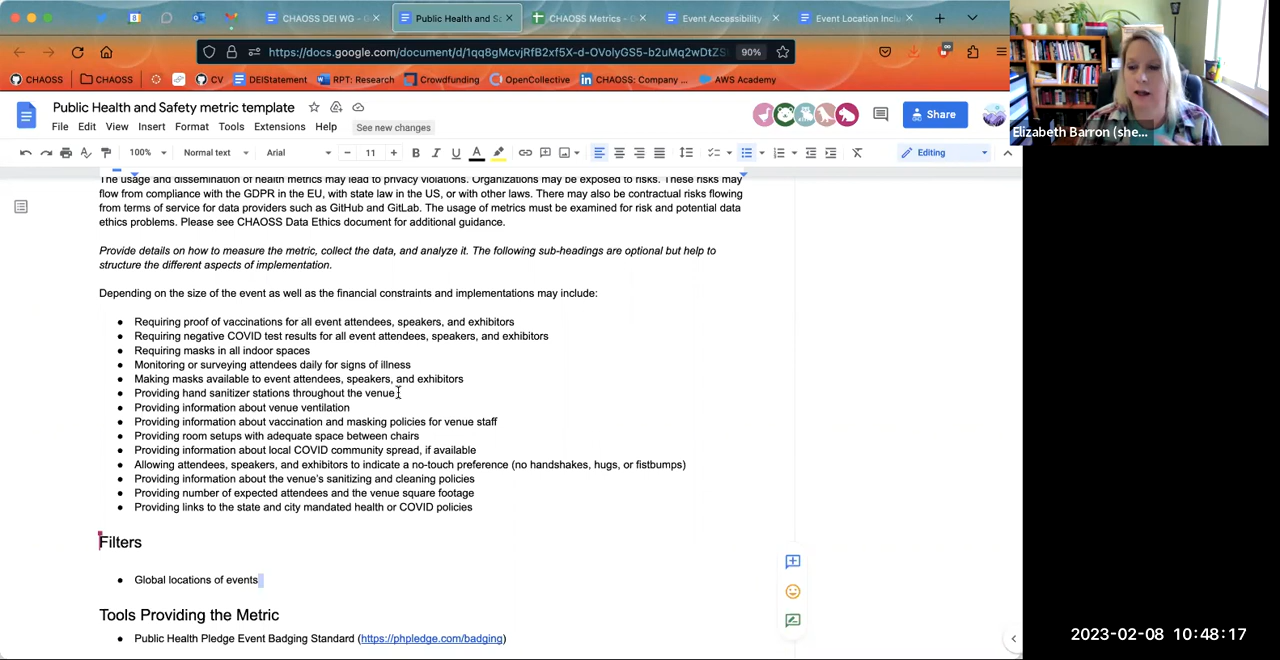 CHAOSS DEI WG - G
Public Health and Sa
CHAOSS Metrics - D
Event Accessibility
Event Location Inclu
https://docs.google.com/document/d/1qq8gMcvjRfB2xf5X-d-OVolyGS5-b2uMq2wDtZS
90%
CHAOSS
CHAOSS
CV
DEIStatement
RPT: Research
Crowdfunding
OpenCollective
CHAOSS: Company ...
AWS Academy
Public Health and Safety metric template
File Edit View Insert Format Tools Extensions Help
See new changes
Share
100%
Normal text
Arial
11
Editing
The usage and dissemination of health metrics may lead to privacy violations. Organizations may be exposed to risks. These risks may
flow from compliance with the GDPR in the EU, with state law in the US, or with other laws. There may also be contractual risks flowing
from terms of service for data providers such as GitHub and GitLab. The usage of metrics must be examined for risk and potential data
ethics problems. Please see CHAOSS Data Ethics document for additional guidance.
Provide details on how to measure the metric, collect the data, and analyze it. The following sub-headings are optional but help to
structure the different aspects of implementation.
Depending on the size of the event as well as the financial constraints and implementations may include:
● Requiring proof of vaccinations for all event attendees, speakers, and exhibitors
● Requiring negative COVID test results for all event attendees, speakers, and exhibitors
● Requiring masks in all indoor spaces
● Monitoring or surveying attendees daily for signs of illness
● Making masks available to event attendees, speakers, and exhibitors
● Providing hand sanitizer stations throughout the venue
● Providing information about venue ventilation
● Providing information about vaccination and masking policies for venue staff
● Providing room setups with adequate space between chairs
● Providing information about local COVID community spread, if available
● Allowing attendees, speakers, and exhibitors to indicate a no-touch preference (no handshakes, hugs, or fistbumps)
● Providing information about the venue's sanitizing and cleaning policies
● Providing number of expected attendees and the venue square footage
● Providing links to the state and city mandated health or COVID policies
Filters
● Global locations of events
Tools Providing the Metric
● Public Health Pledge Event Badging Standard (https://phpledge.com/badging)
Elizabeth Barron (she...
2023-02-08 10:48:17